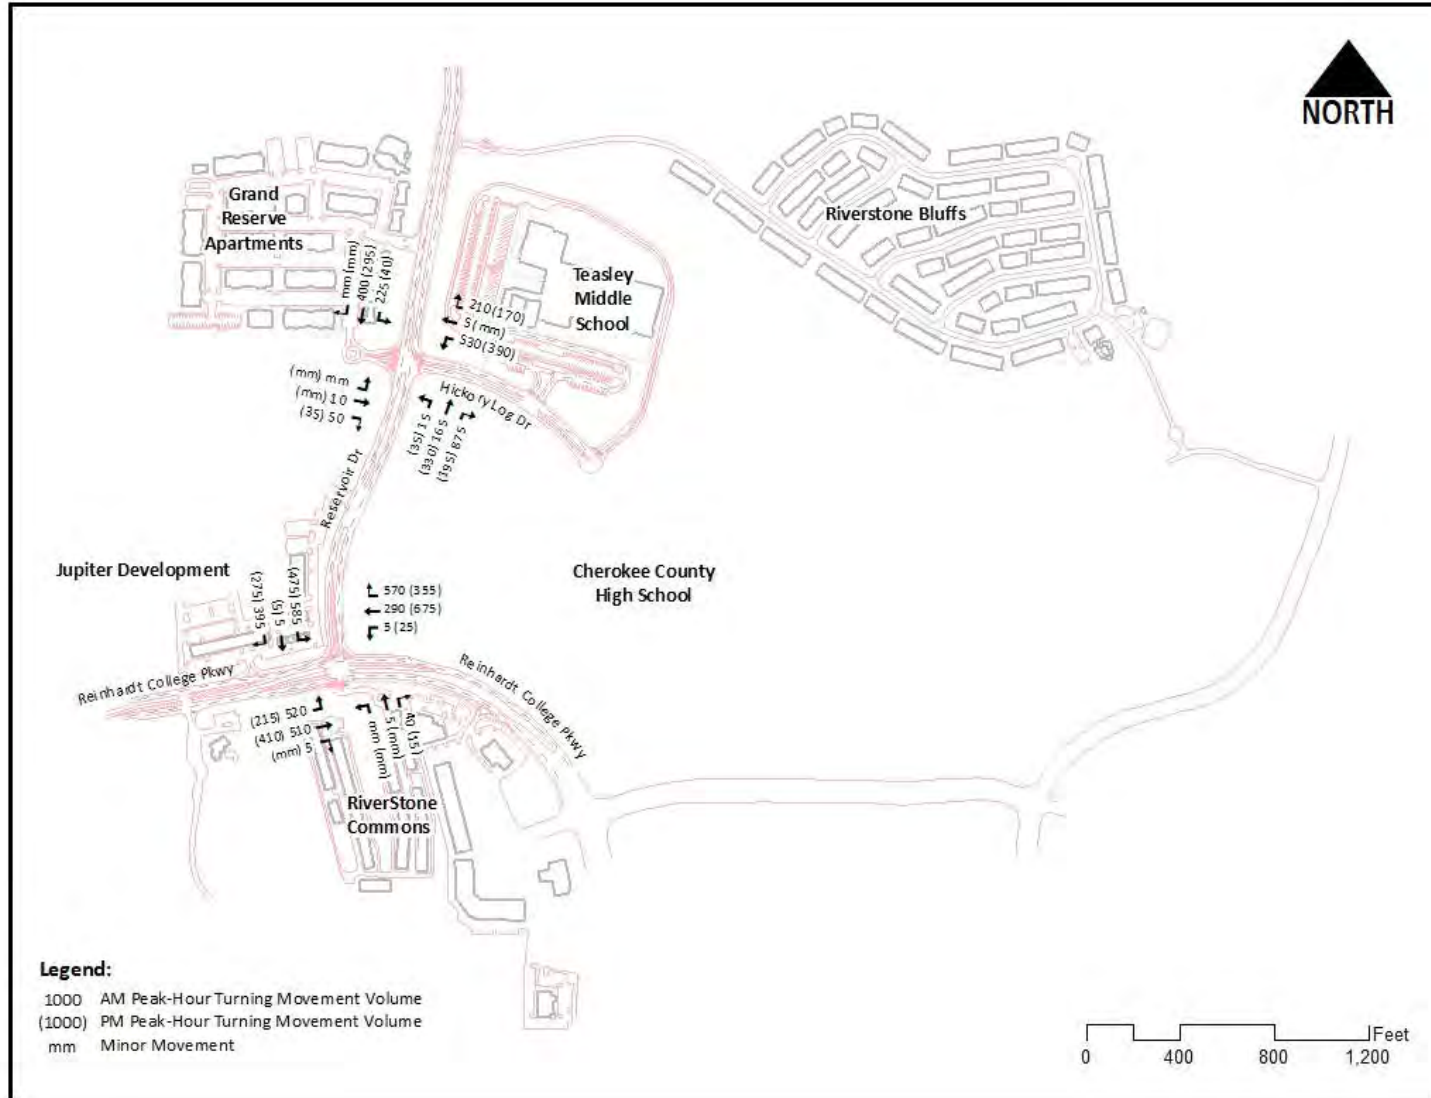 NORTH
Grand
Reserve
Apartments
Riverstone Bluffs
Teasley
Middle
School
mm (mm)
400 (295)
225 (40)
210 (170)
5 (mm)
530 (390)
(mm) mm
(mm) 10
(35) 50
Hickory Log Dr
(35) 15
(330) 165
(195) 875
Reservoir Dr
Jupiter Development
Cherokee County
High School
(275) 395
(5) 5
(475) 585
570 (355)
290 (675)
5 (25)
Reinhardt College Pkwy
Reinhardt College Pkwy
(215) 520
(410) 510
(mm) 5
mm (mm)
5 (mm)
40 (15)
RiverStone
Commons
Legend:
1000 AM Peak-Hour Turning Movement Volume
(1000) PM Peak-Hour Turning Movement Volume
mm Minor Movement
Feet
0 400 800 1,200